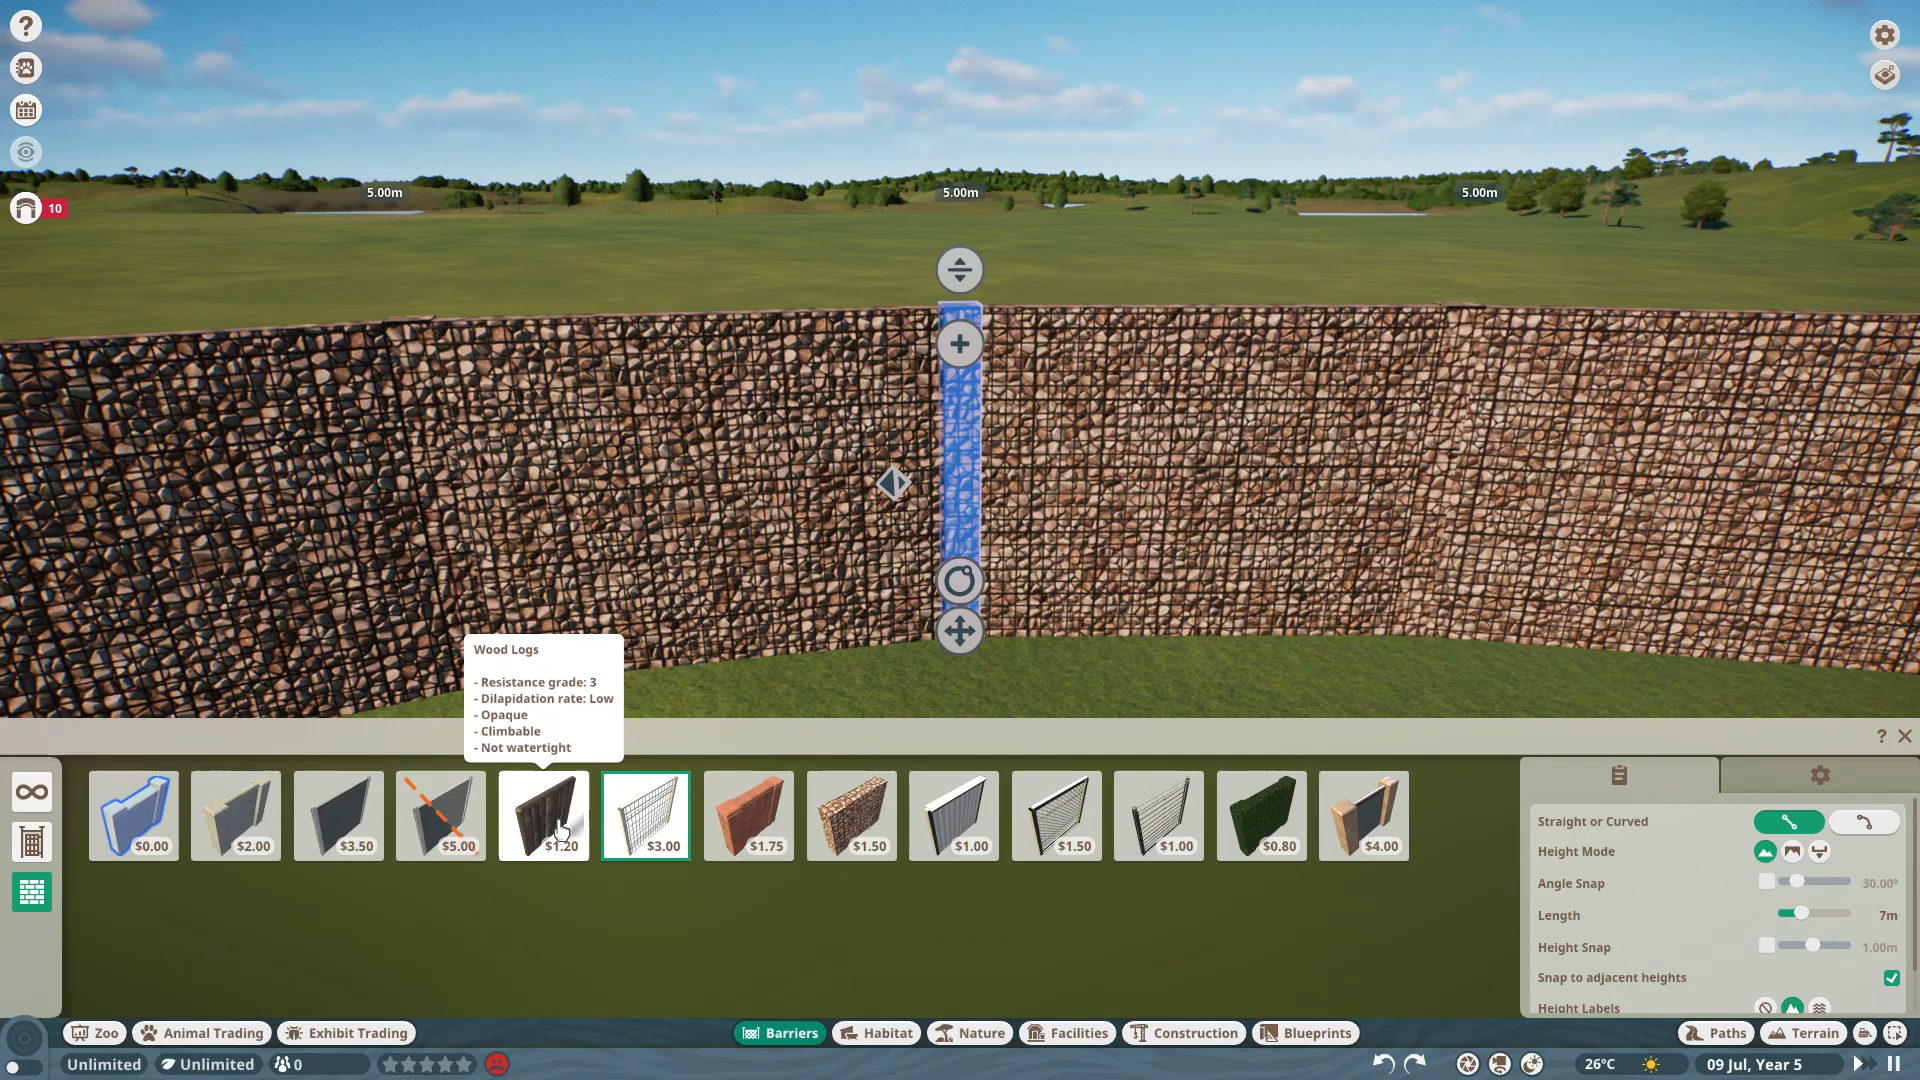 ?
5.00m
5.00m
5.00m
10
Wood Logs
- Resistance grade: 3
- Dilapidation rate: Low
- Opaque
- Climbable
- Not watertight
?
$0.00
$2.00
$3.50
$5.00
$1.20
$3.00
$1.75
$1.50
$1.00
$1.50
$1.00
$0.80
$4.00
Straight or Curved
Height Mode
Angle Snap
30.00°
Length
7m
Height Snap
1.00m
Snap to adjacent heights
Height Labels
Zoo
Animal Trading
Exhibit Trading
Barriers
Habitat
Nature
Facilities
Construction
Blueprints
Paths
Terrain
Unlimited
Unlimited
0
26°C
09 Jul, Year 5